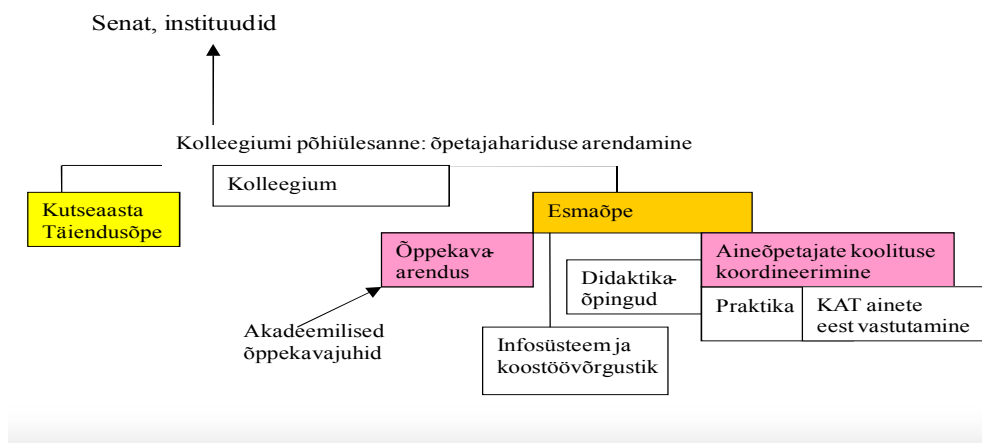 Senat, instituudid
Kolleegiumi põhiülesanne: õpetajahariduse arendamine
Kolleegium
Kutseaasta
Täiendusõpe
Esmaõpe
Õppekava-
arendus
Aineõpetajate koolituse
koordineerimine
Didaktika-
õpingud
Praktika
KAT ainete
eest vastutamine
Akadeemilised
õppekavajuhid
Infosüsteem ja
koostöövõrgustik